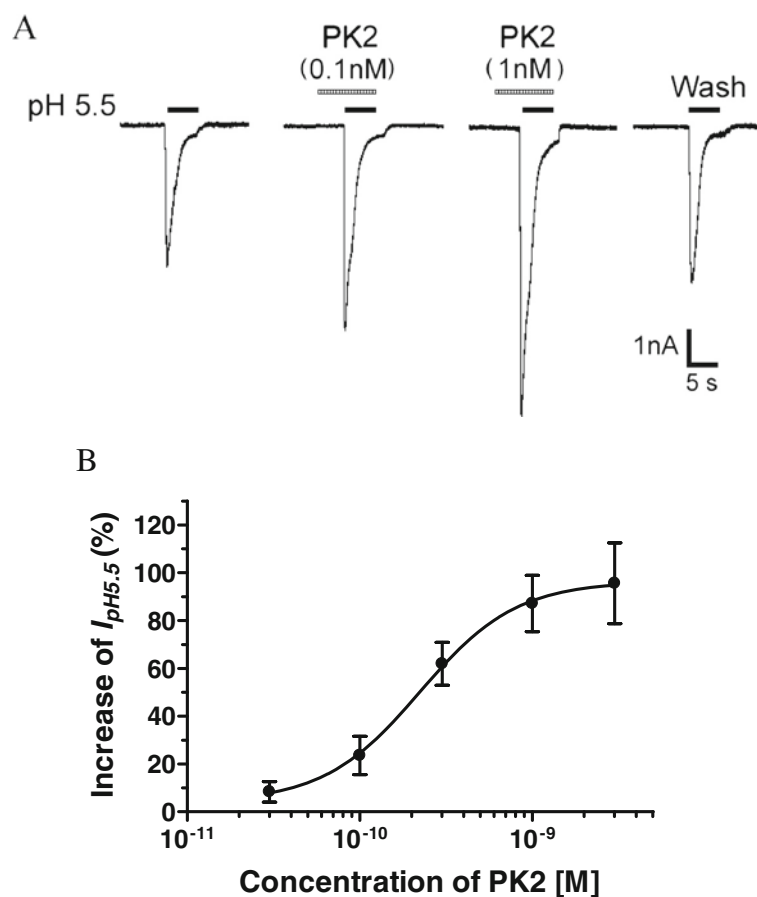 A
PK2
(0.1nM)
PK2
(1nM)
Wash
pH 5.5
1nA
5 s
B
Increase of I_pH5.5 (%)
120
100
80
60
40
20
0
10⁻¹¹
10⁻¹⁰
10⁻⁹
Concentration of PK2 [M]